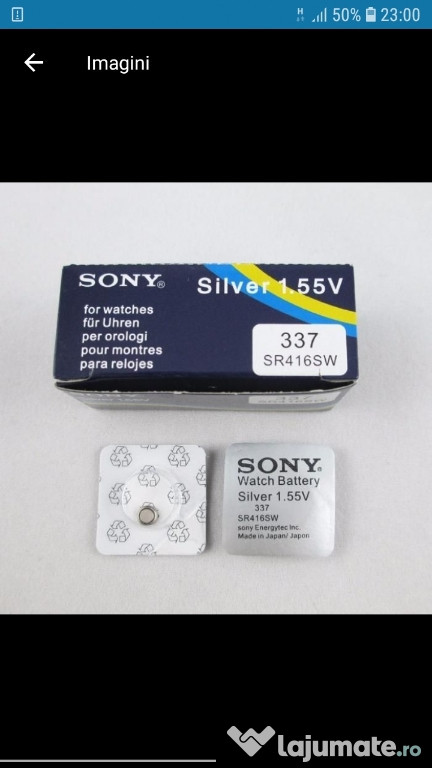 H 50% 23:00
Imagini
SONY®
Silver 1.55V
for watches
für Uhren
per orologi
pour montres
para relojes
337
SR416SW
SONY®
Watch Battery
Silver 1.55V
337
SR416SW
sony Energytec Inc.
Made in Japan/ Japon
lajumate.ro